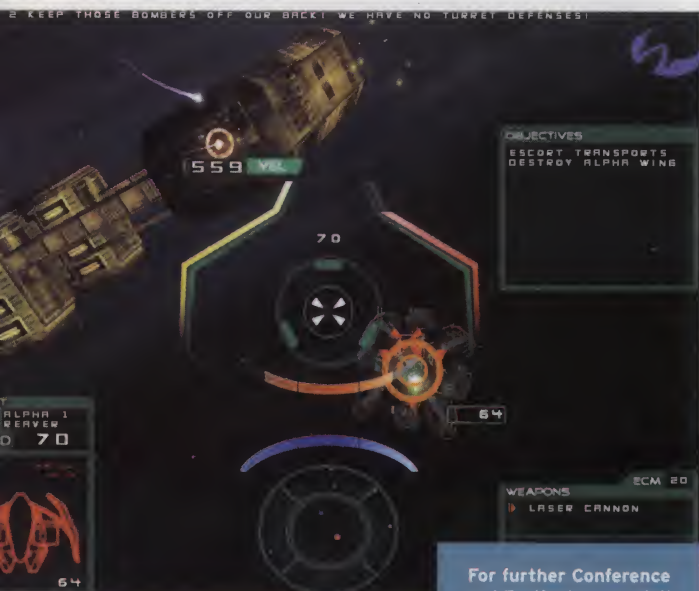 2 KEEP THOSE BOMBERS OFF OUR BACK! WE HAVE NO TURRET DEFENSES!
OBJECTIVES
ESCORT TRANSPORTS
DESTROY ALPHA WING
559 VEL
70
64
ALPHA 1
REAVER
70
64
ECM 20
WEAPONS
LASER CANNON
For further Conference